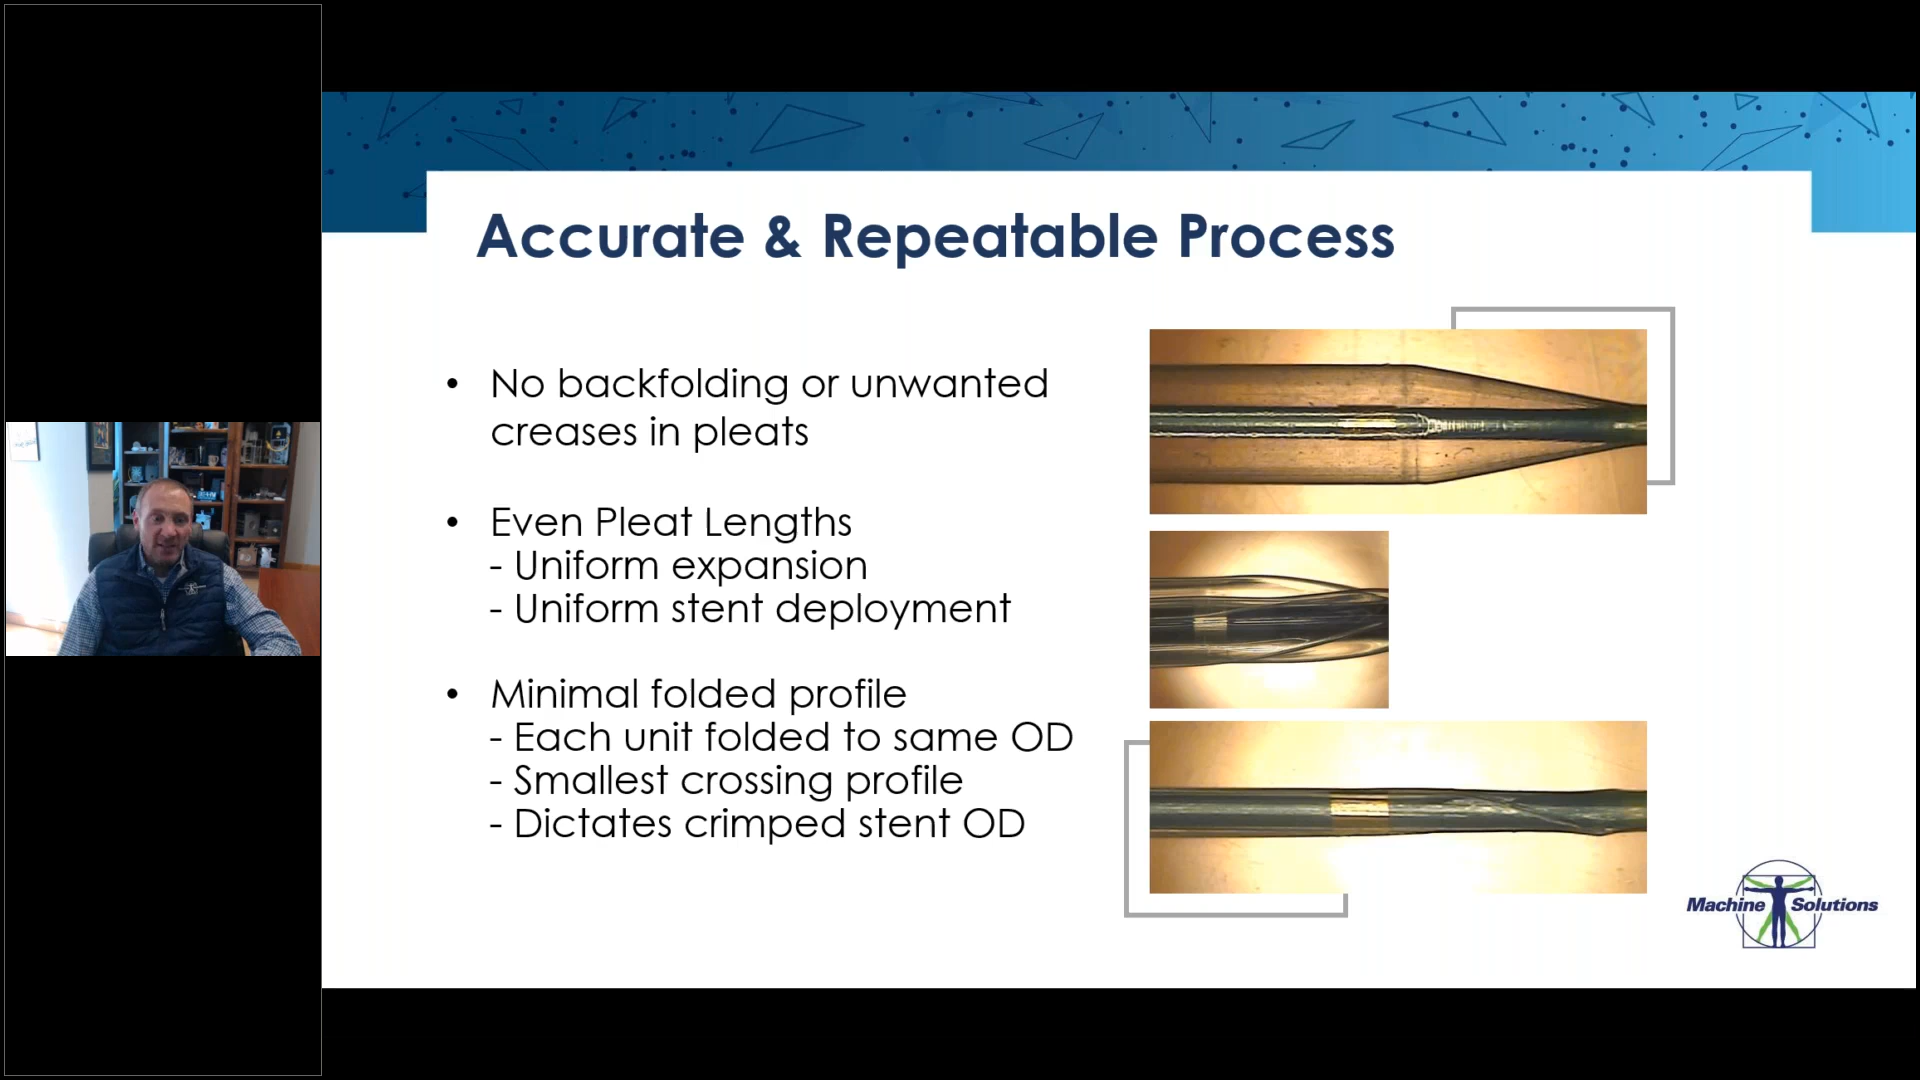 Accurate & Repeatable Process
• No backfolding or unwanted
creases in pleats
• Even Pleat Lengths
- Uniform expansion
- Uniform stent deployment
• Minimal folded profile
- Each unit folded to same OD
- Smallest crossing profile
- Dictates crimped stent OD
Machine Solutions